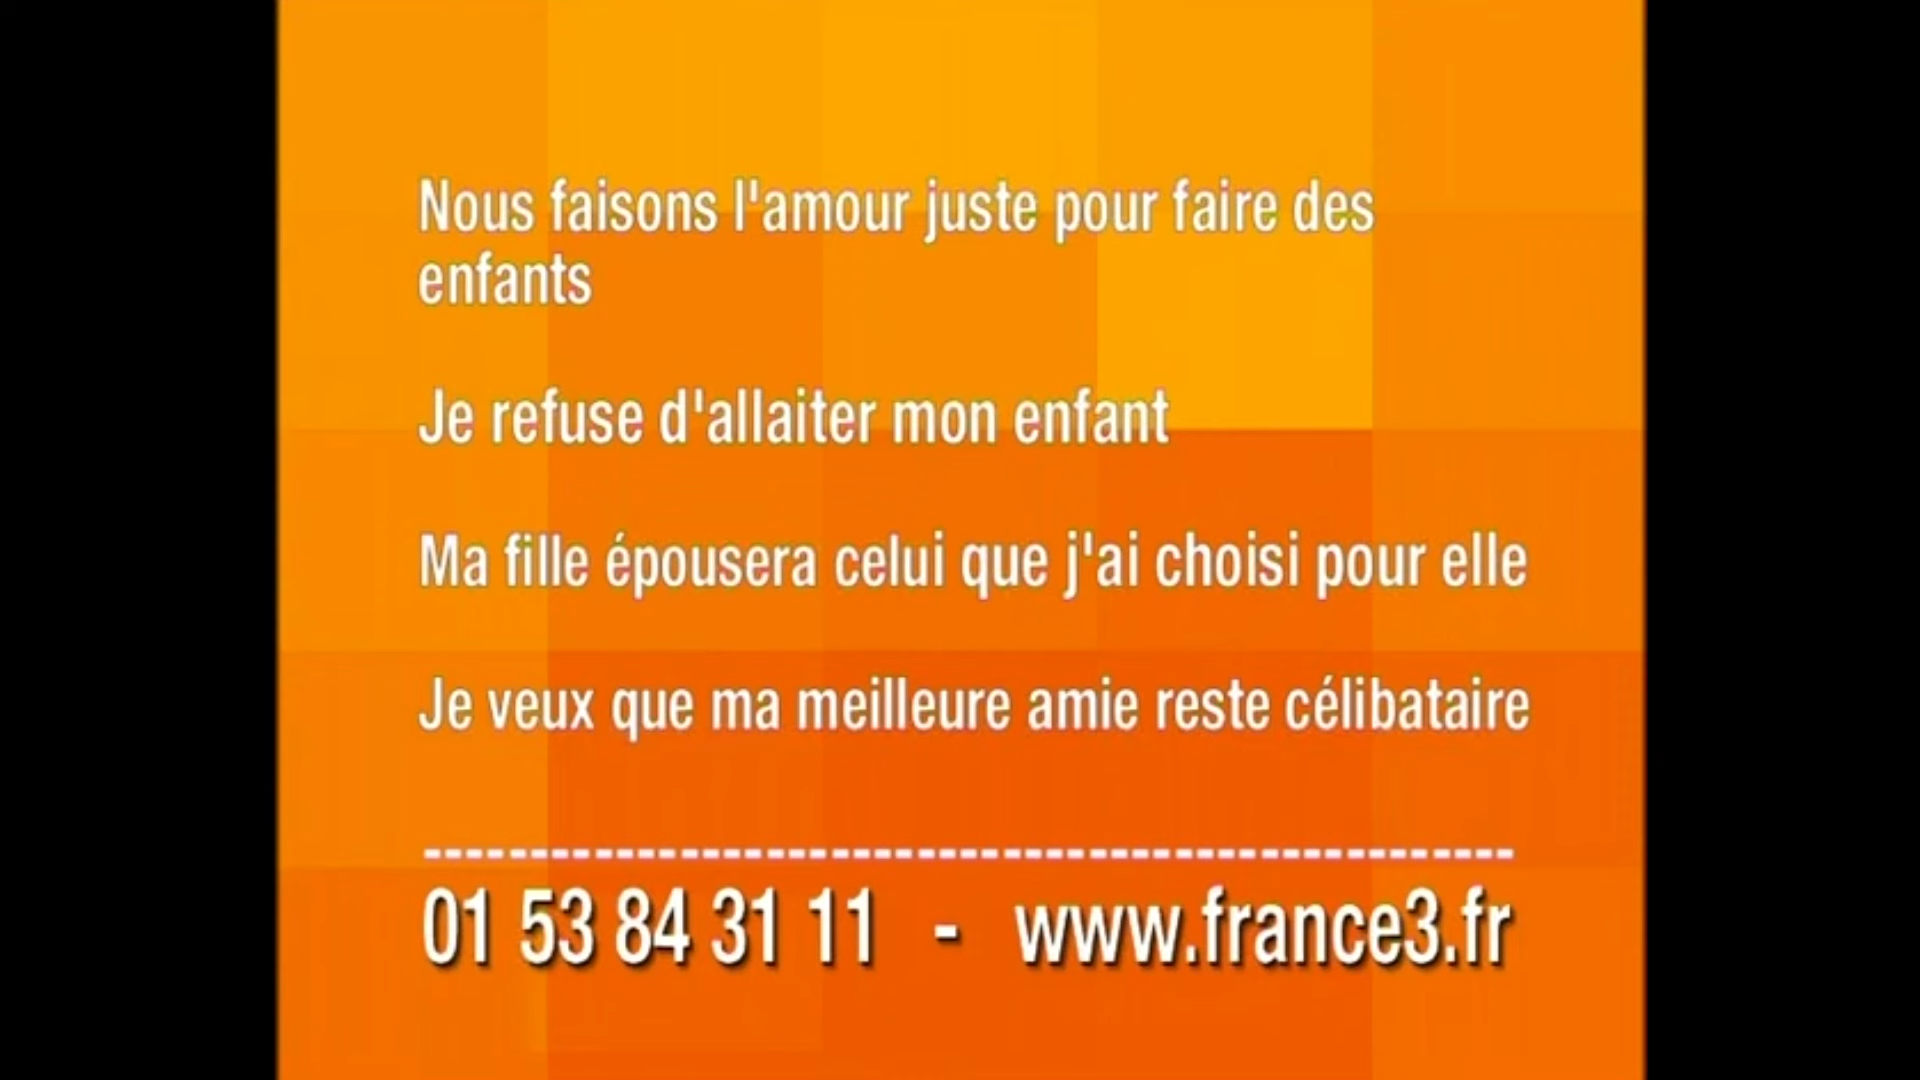 Nous faisons l'amour juste pour faire des
enfants
Je refuse d'allaiter mon enfant
Ma fille épousera celui que j'ai choisi pour elle
Je veux que ma meilleure amie reste célibataire
---------------------------------------------------
01 53 84 31 11 - www.france3.fr